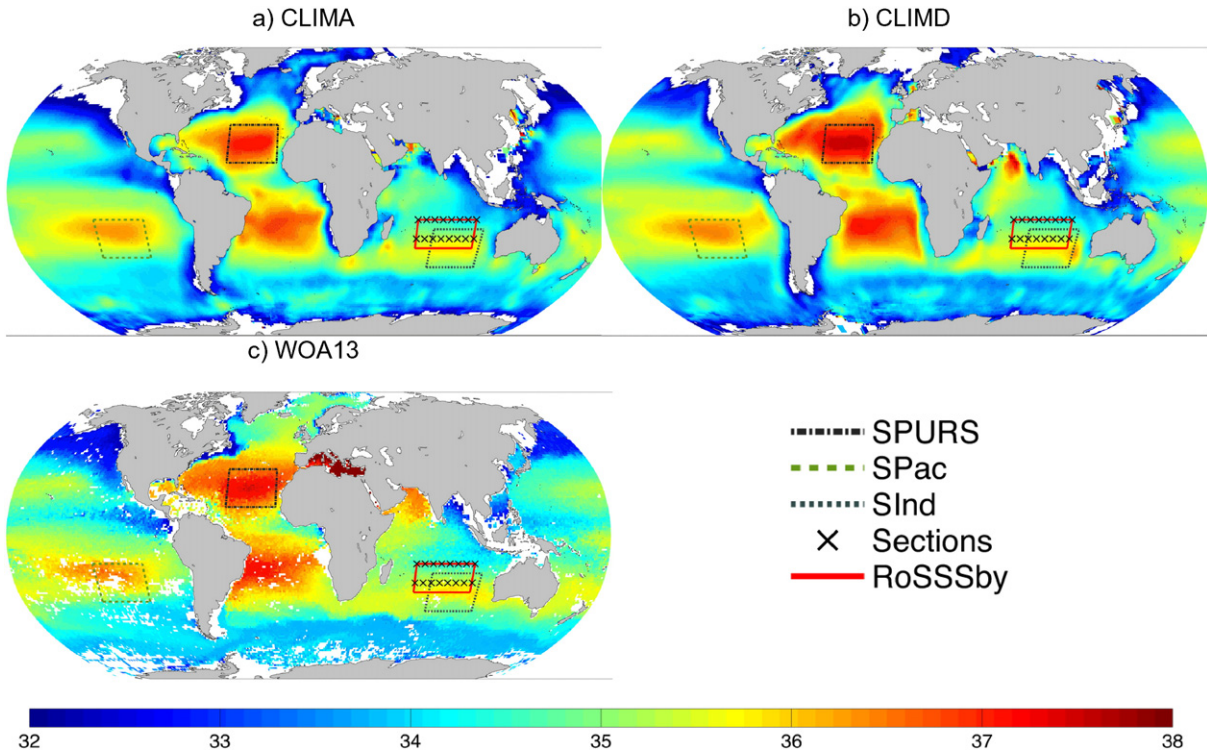 a) CLIMA
b) CLIMD
c) WOA13
SPURS
SPac
SInd
Sections
RoSSSby
32 33 34 35 36 37 38